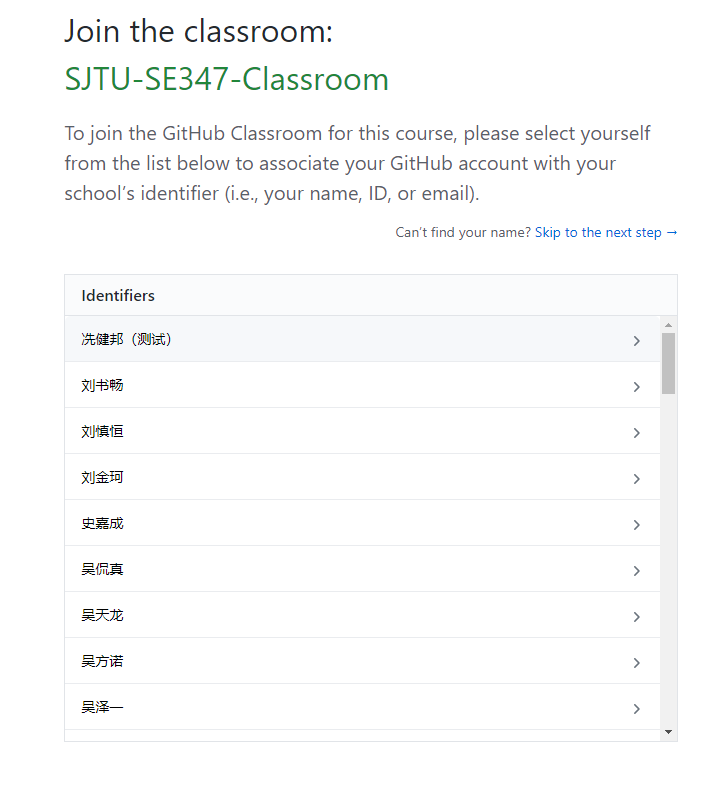 Join the classroom:
SJTU-SE347-Classroom
To join the GitHub Classroom for this course, please select yourself
from the list below to associate your GitHub account with your
school's identifier (i.e., your name, ID, or email).
Can't find your name? Skip to the next step →
Identifiers
冼健邦（测试）
刘书畅
刘慎恒
刘金珂
史嘉成
吴侃真
吴天龙
吴方诺
吴泽一